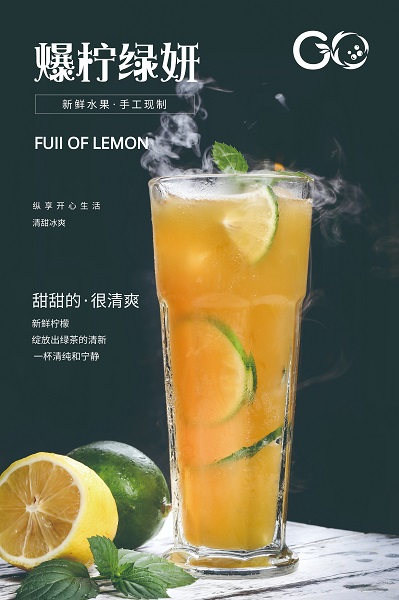 爆柠绿妍
GO
新鲜水果·手工现制
FUII OF LEMON
纵享开心生活
清甜冰爽
甜甜的·很清爽
新鲜柠檬
绽放出绿茶的清新
一杯清纯和宁静